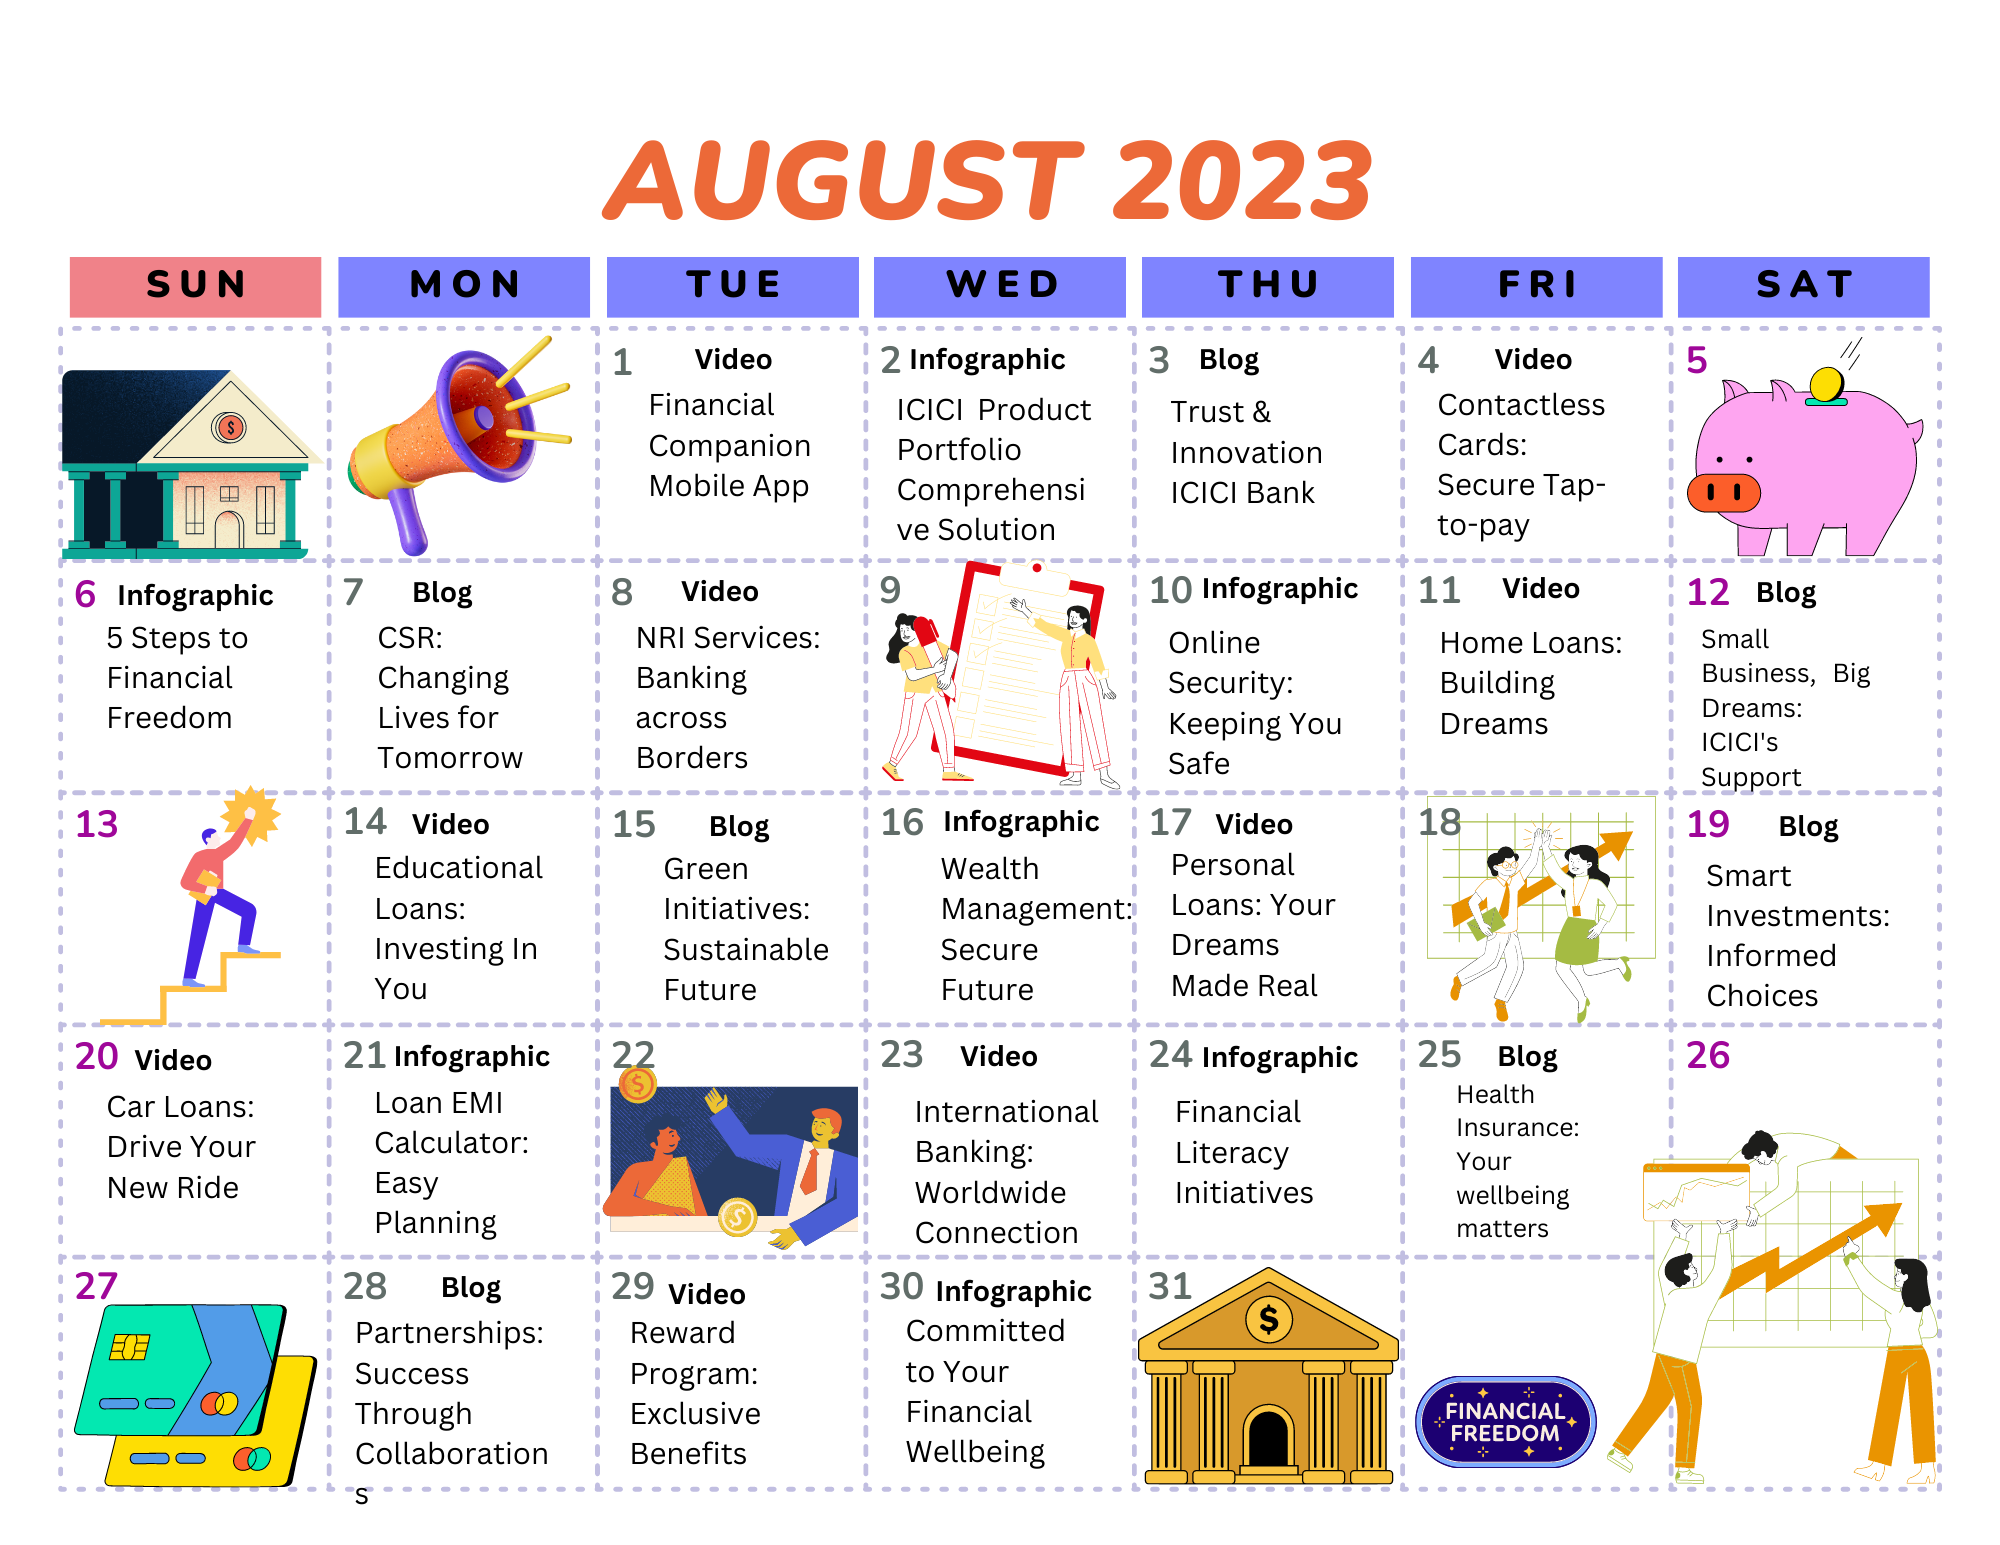 AUGUST 2023
SUN MON TUE WED THU FRI SAT
$
1 Video
Financial
Companion
Mobile App
2 Infographic
ICICI Product
Portfolio
Comprehensi
ve Solution
3 Blog
Trust &
Innovation
ICICI Bank
4 Video
Contactless
Cards:
Secure Tap-
to-pay
5
6 Infographic
5 Steps to
Financial
Freedom
7 Blog
CSR:
Changing
Lives for
Tomorrow
8 Video
NRI Services:
Banking
across
Borders
9
10 Infographic
Online
Security:
Keeping You
Safe
11 Video
Home Loans:
Building
Dreams
12 Blog
Small
Business, Big
Dreams:
ICICI's
Support
13
14 Video
Educational
Loans:
Investing In
You
15 Blog
Green
Initiatives:
Sustainable
Future
16 Infographic
Wealth
Management:
Secure
Future
17 Video
Personal
Loans: Your
Dreams
Made Real
18
19 Blog
Smart
Investments:
Informed
Choices
20 Video
Car Loans:
Drive Your
New Ride
21 Infographic
Loan EMI
Calculator:
Easy
Planning
22
$
$
23 Video
International
Banking:
Worldwide
Connection
24 Infographic
Financial
Literacy
Initiatives
25 Blog
Health
Insurance:
Your
wellbeing
matters
26
27
28 Blog
Partnerships:
Success
Through
Collaboration
s
29 Video
Reward
Program:
Exclusive
Benefits
30 Infographic
Committed
to Your
Financial
Wellbeing
31
$
FINANCIAL
FREEDOM